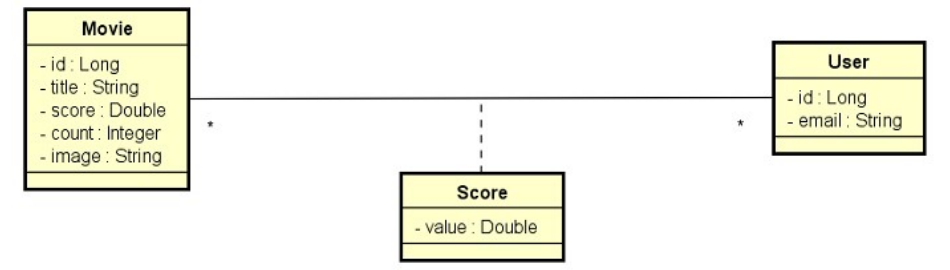 Movie
- id : Long
- title : String
- score : Double
- count : Integer
- image : String
*
*
User
- id : Long
- email : String
Score
- value : Double